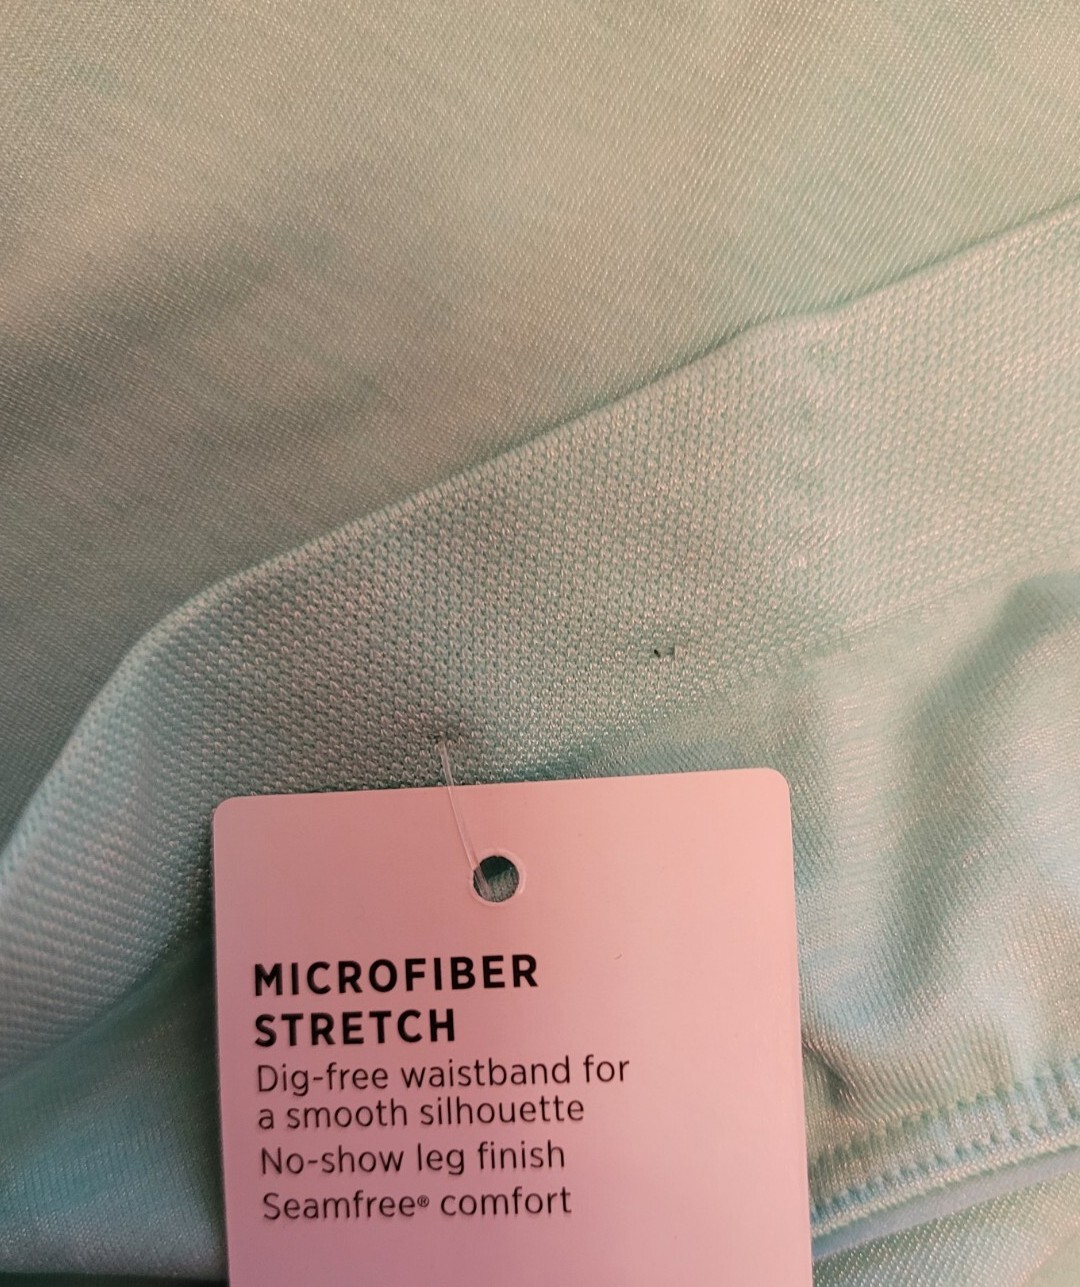 MICROFIBER
STRETCH
Dig-free waistband for
a smooth silhouette
No-show leg finish
Seamfree® comfort